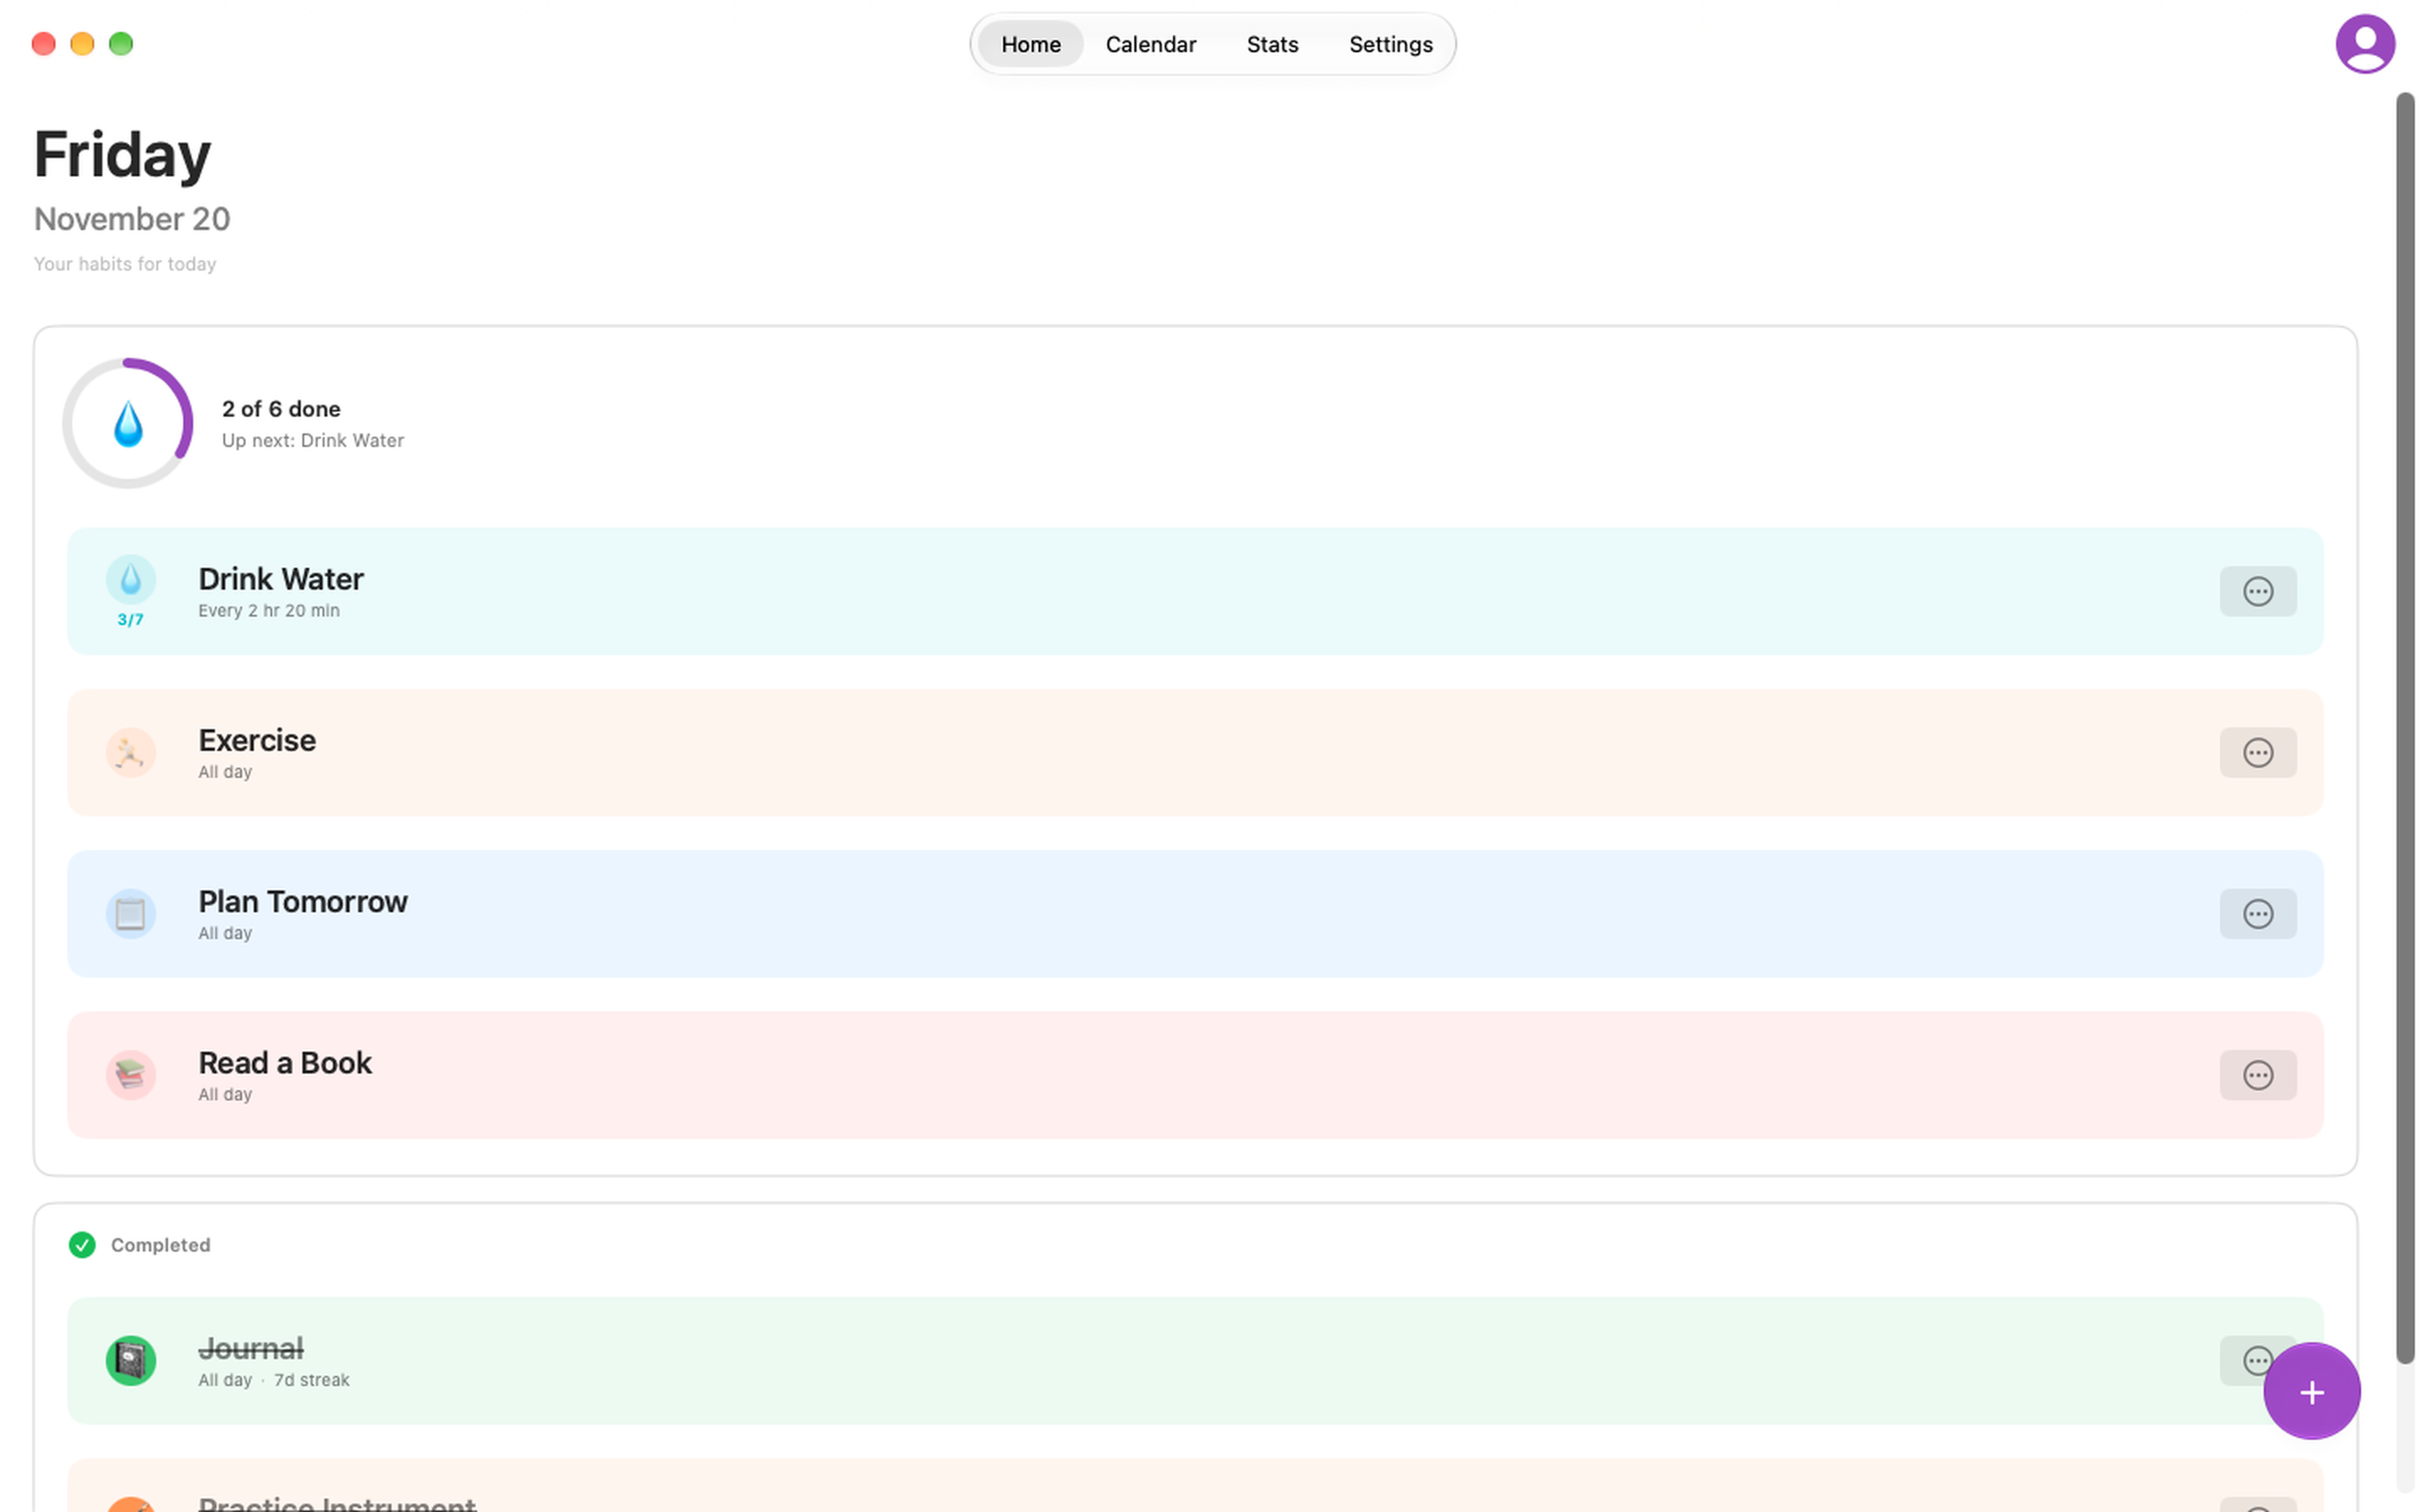 Home Calendar Stats Settings
Friday
November 20
Your habits for today
2 of 6 done
Up next: Drink Water
Drink Water
Every 2 hr 20 min
3/7
Exercise
All day
Plan Tomorrow
All day
Read a Book
All day
Completed
Journal
All day · 7d streak
+
Practice Instrument